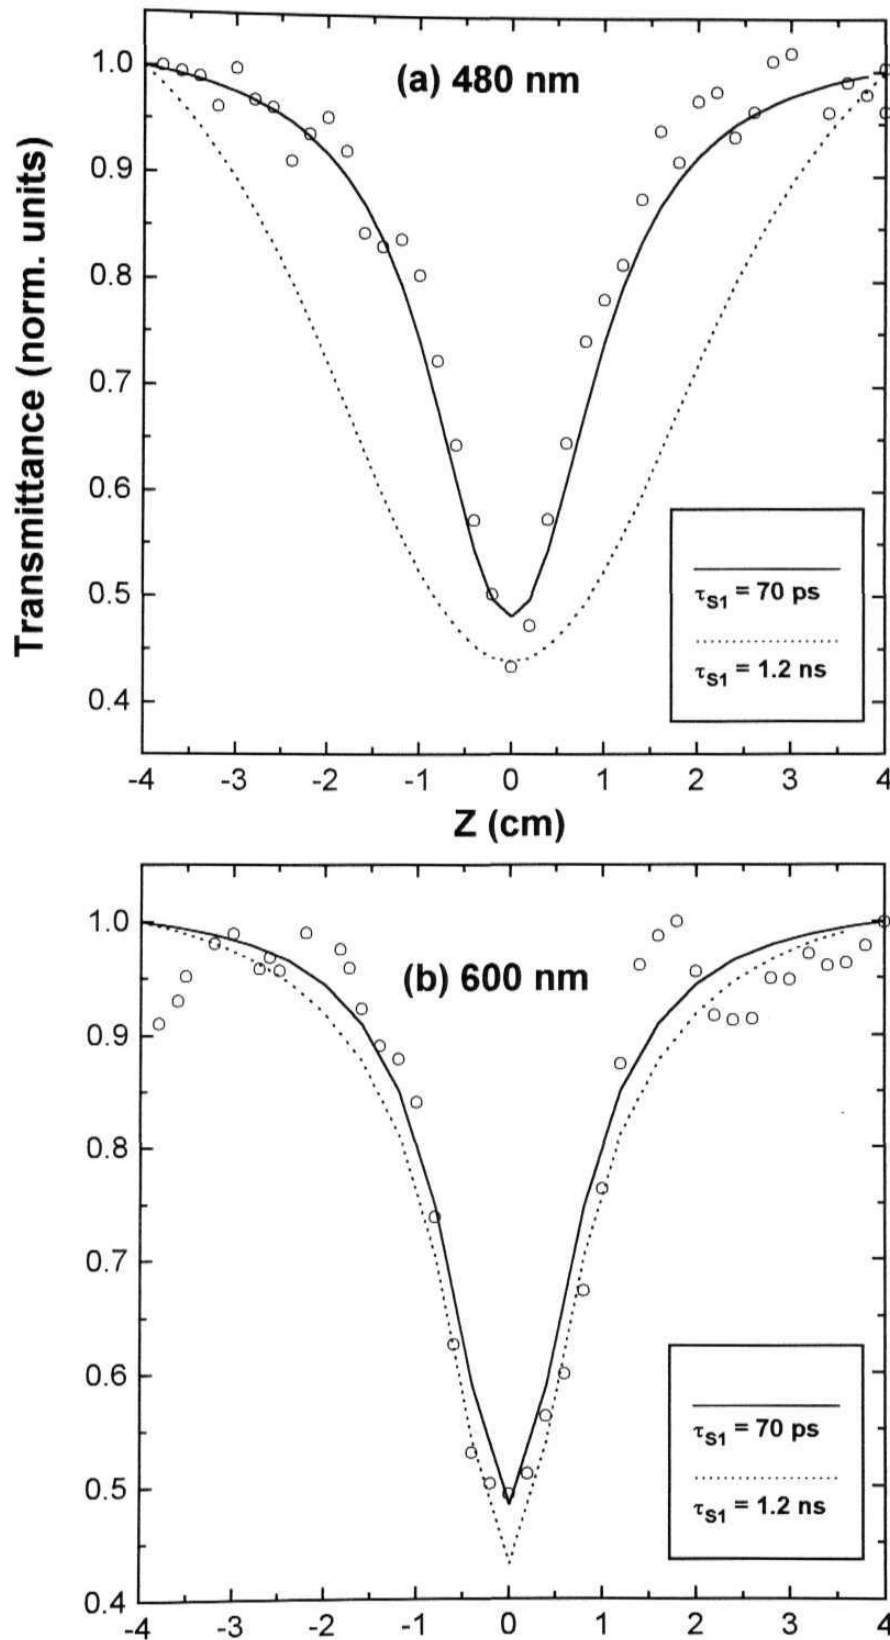 Transmittance (norm. units)
(a) 480 nm
1.0
0.9
0.8
0.7
0.6
0.5
0.4
τS1 = 70 ps
τS1 = 1.2 ns
-4 -3 -2 -1 0 1 2 3 4
Z (cm)
(b) 600 nm
1.0
0.9
0.8
0.7
0.6
0.5
0.4
τS1 = 70 ps
τS1 = 1.2 ns
-4 -3 -2 -1 0 1 2 3 4